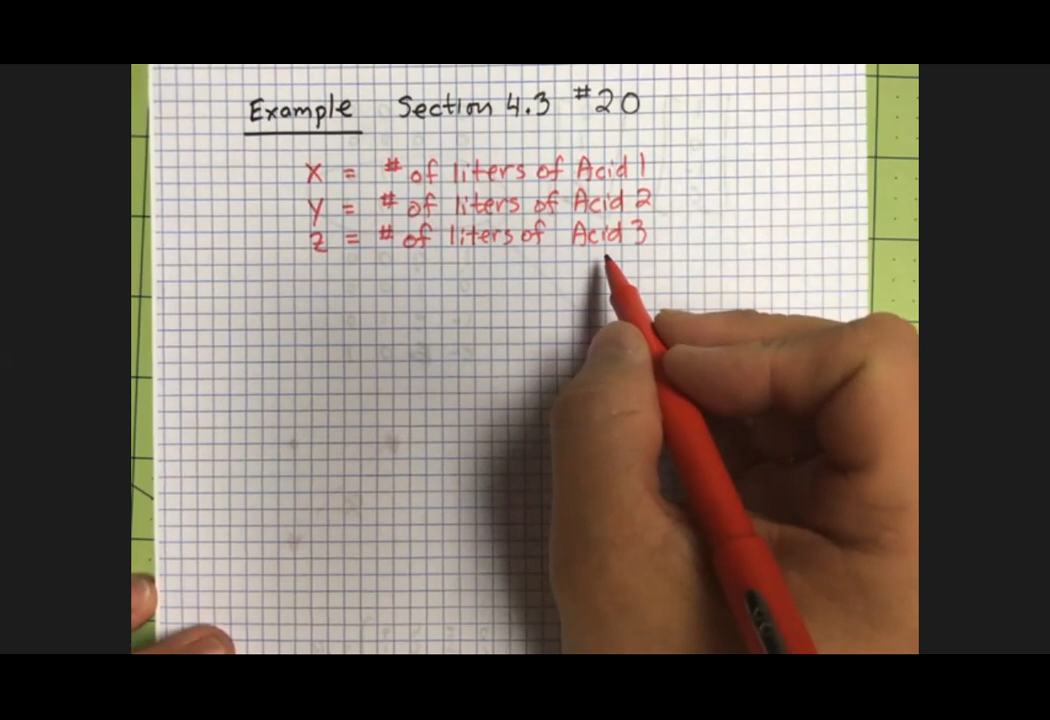 Example Section 4.3 #20
X = # of liters of Acid 1
Y = # of liters of Acid 2
z = # of liters of Acid 3